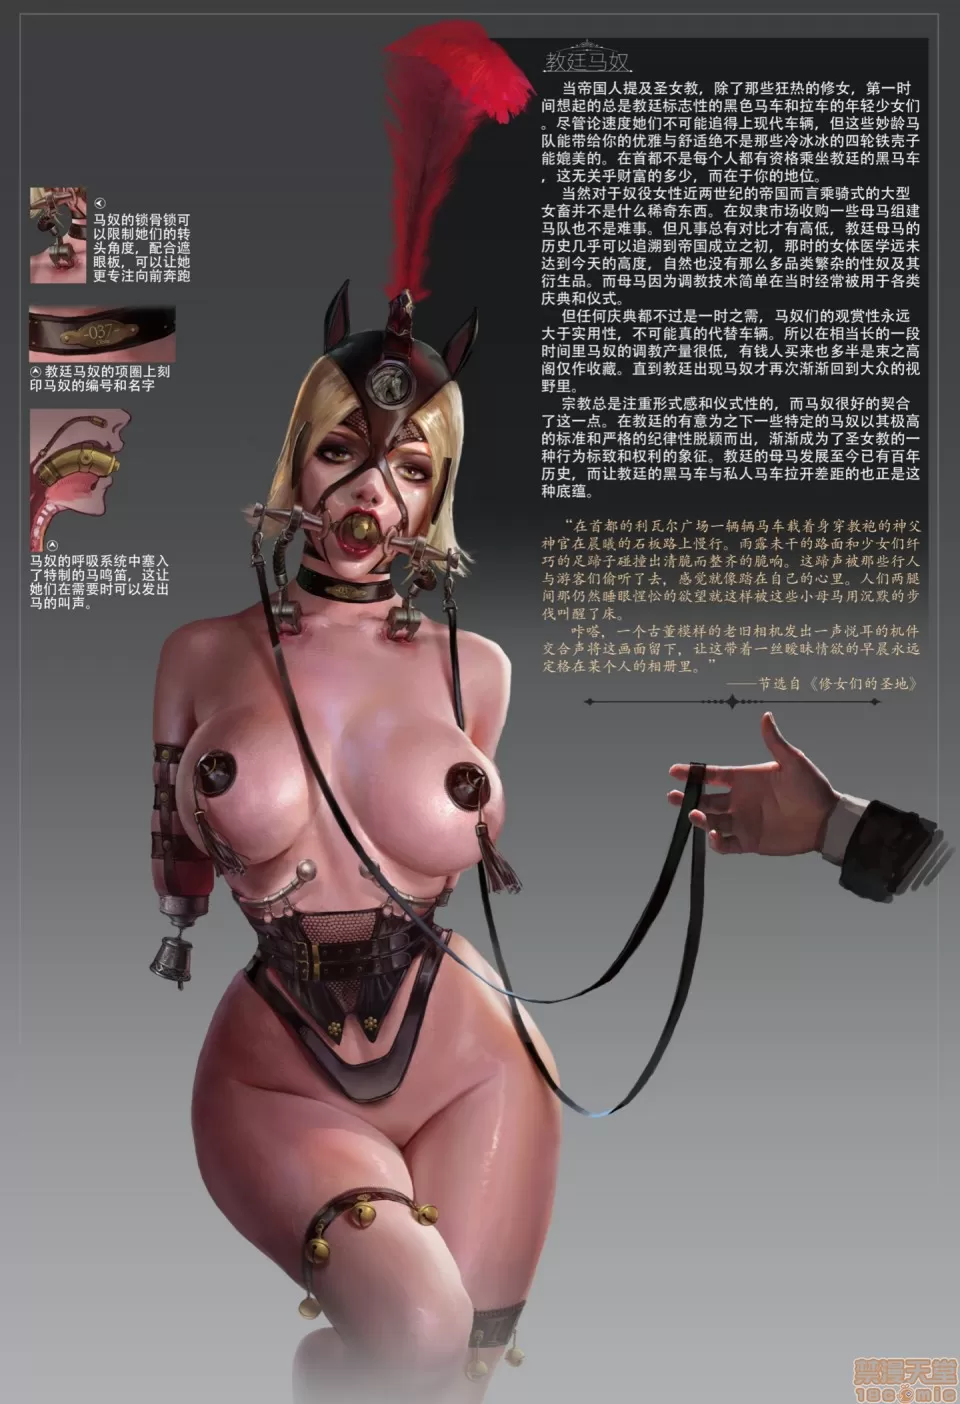 教廷马奴
当帝国人提及圣女教，除了那些狂热的修女，第一时
间想起的总是教廷标志性的黑色马车和拉车的年轻少女们
。尽管论速度她们不可能追得上现代车辆，但这些妙龄马
队能带给你的优雅与舒适绝不是那些冷冰冰的四轮铁壳子
能媲美的。在首都不是每个人都有资格乘坐教廷的黑马车
，这无关乎财富的多少，而在于你的地位。
当然对于奴役女性近两世纪的帝国而言乘骑式的大型
女畜并不是什么稀奇东西。在奴隶市场收购一些母马组建
马队也不是难事。但凡事总有对比才有高低，教廷母马的
历史几乎可以追溯到帝国成立之初，那时的女体医学远未
达到今天的高度，自然也没有那么多品类繁杂的性奴及其
衍生品。而母马因为调教技术简单在当时经常被用于各类
庆典和仪式。
但任何庆典都不过是一时之需，马奴们的观赏性永远
大于实用性，不可能真的代替车辆。所以在相当长的一段
时间里马奴的调教产量很低，有钱人买来也多半是束之高
阁仅作收藏。直到教廷出现马奴才再次渐渐回到大众的视
野里。
宗教总是注重形式感和仪式性的，而马奴很好的契合
了这一点。在教廷的有意为之下一些特定的马奴以其极高
的标准和严格的纪律性脱颖而出，渐渐成为了圣女教的一
种行为标致和权利的象征。教廷的母马发展至今已有百年
历史，而让教廷的黑马车与私人马车拉开差距的也正是这
种底蕴。
“在首都的利瓦尔广场一辆辆马车载着身穿教袍的神父
神官在晨曦的石板路上慢行。雨露未干的路面和少女们纤
巧的足蹄子碰撞出清脆而整齐的脆响。这蹄声被那些行人
与游客们偷听了去，感觉就像踏在自己的心里。人们两腿
间那仍然睡眼惺忪的欲望就这样被这些小母马用沉默的步
伐叫醒了床。
咔嗒，一个古董模样的老旧相机发出一声悦耳的机件
交合声将这画面留下，让这带着一丝暧昧情欲的早晨永远
定格在某个人的相册里。”
——节选自《修女们的圣地》
马奴的锁骨锁可
以限制她们的转
头角度，配合遮
眼板，可以让她
更专注向前奔跑
-037-
教廷马奴的项圈上刻
印马奴的编号和名字
马奴的呼吸系统中塞入
了特制的马鸣笛，这让
她们在需要时可以发出
马的叫声。
禁漫天堂
18comic